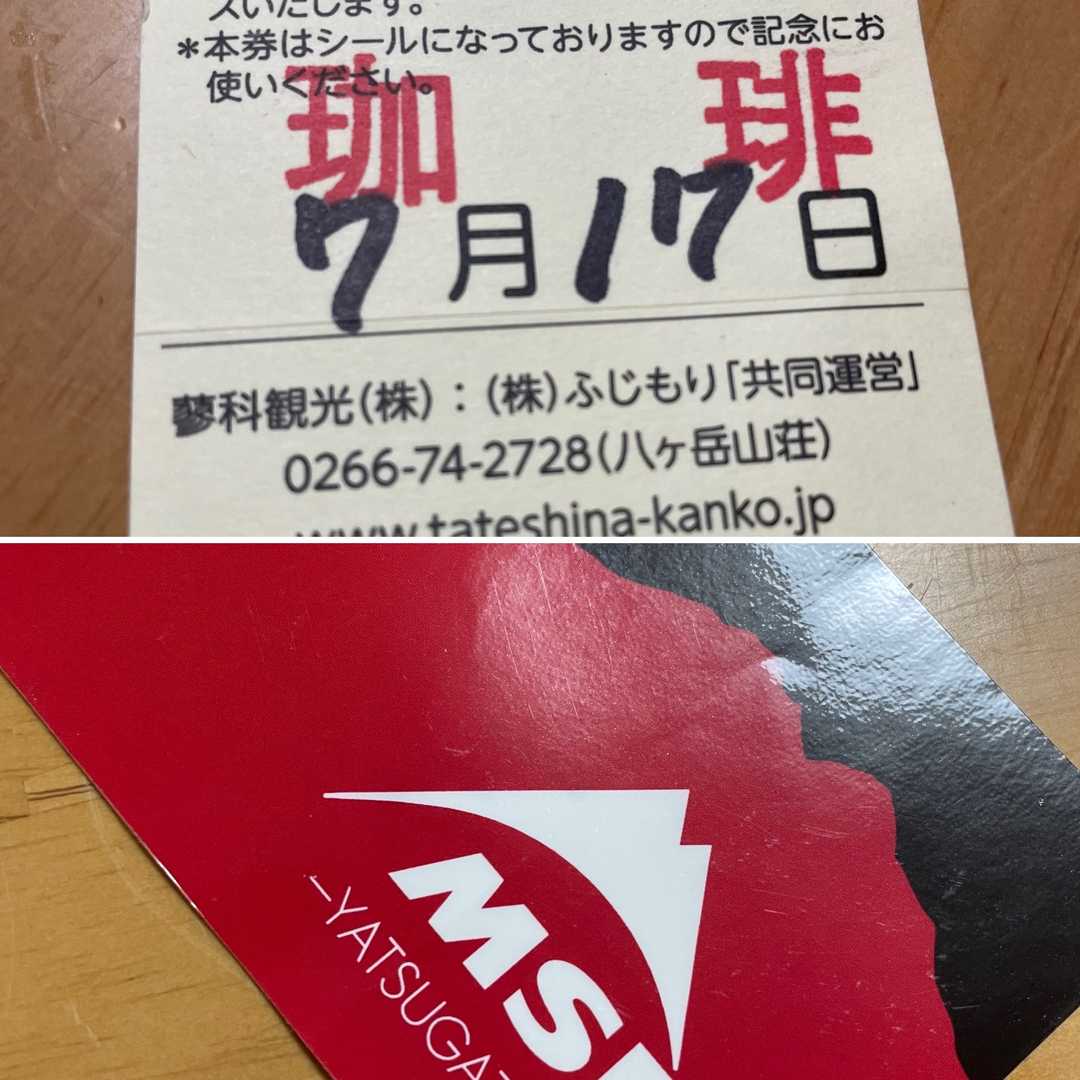 スいたします。
*本券はシールになっておりますので記念にお
使いください。
珈 琲
7月17日
蓼科観光(株):(株)ふじもり「共同運営」
0266-74-2728(八ヶ岳山荘)
www.tateshina-kanko.jp
MS
-YATSUGA